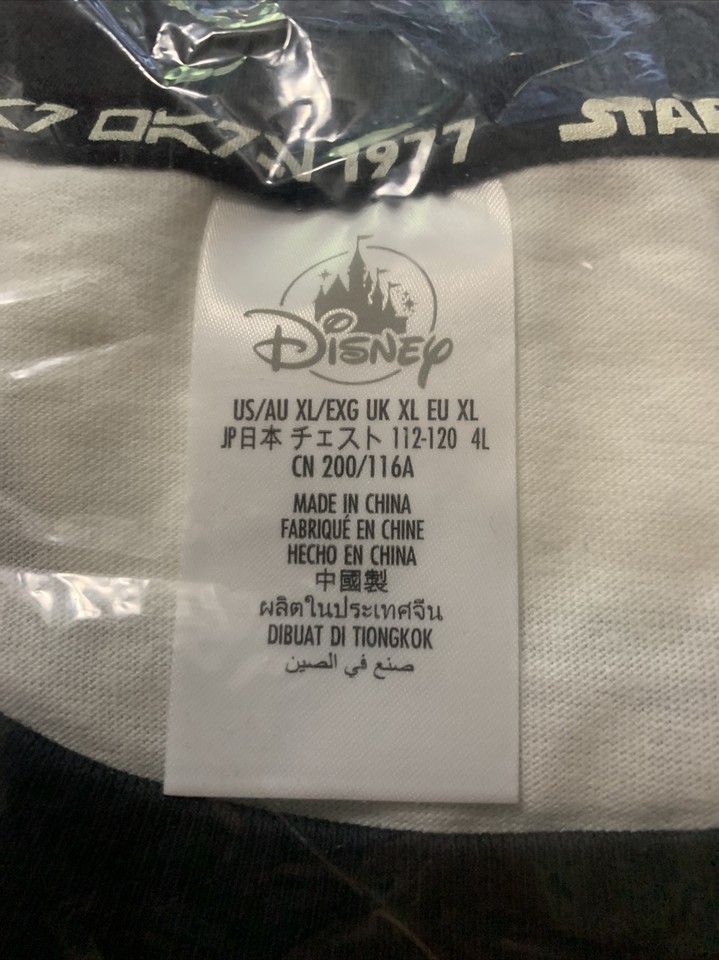 1977 STAR
Disney
US/AU XL/EXG UK XL EU XL
JP日本 チェスト 112-120 4L
CN 200/116A
MADE IN CHINA
FABRIQUÉ EN CHINE
HECHO EN CHINA
中國製
ผลิตในประเทศจีน
DIBUAT DI TIONGKOK
صنع في الصين